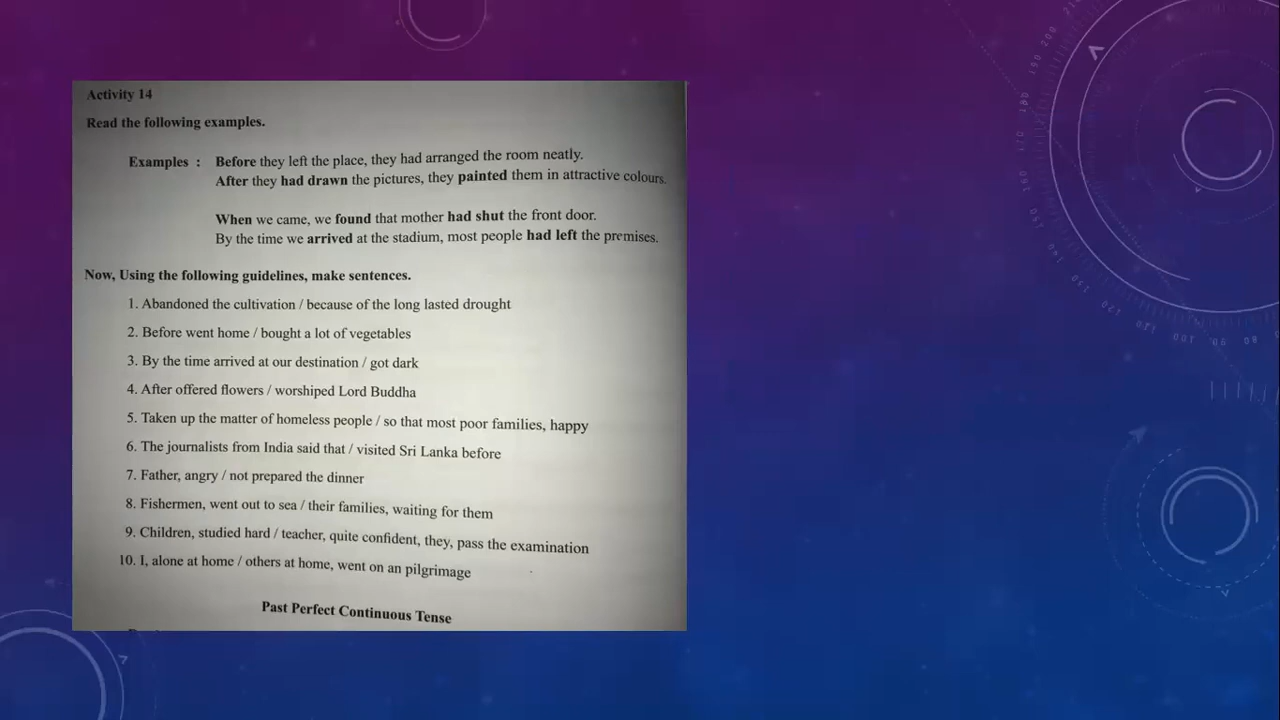 Activity 14
Read the following examples.
Examples : Before they left the place, they had arranged the room neatly.
After they had drawn the pictures, they painted them in attractive colours.
When we came, we found that mother had shut the front door.
By the time we arrived at the stadium, most people had left the premises.
Now, Using the following guidelines, make sentences.
1. Abandoned the cultivation / because of the long lasted drought
2. Before went home / bought a lot of vegetables
3. By the time arrived at our destination / got dark
4. After offered flowers / worshiped Lord Buddha
5. Taken up the matter of homeless people / so that most poor families, happy
6. The journalists from India said that / visited Sri Lanka before
7. Father, angry / not prepared the dinner
8. Fishermen, went out to sea / their families, waiting for them
9. Children, studied hard / teacher, quite confident, they, pass the examination
10. I, alone at home / others at home, went on an pilgrimage
Past Perfect Continuous Tense